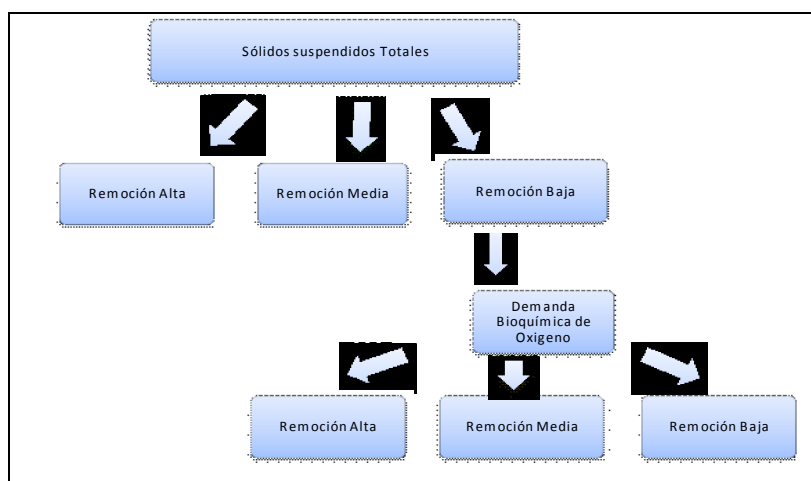 Sólidos suspendidos Totales
Remoción Alta
Remoción Media
Remoción Baja
Demanda
Bioquímica de
Oxigeno
Remoción Alta
Remoción Media
Remoción Baja